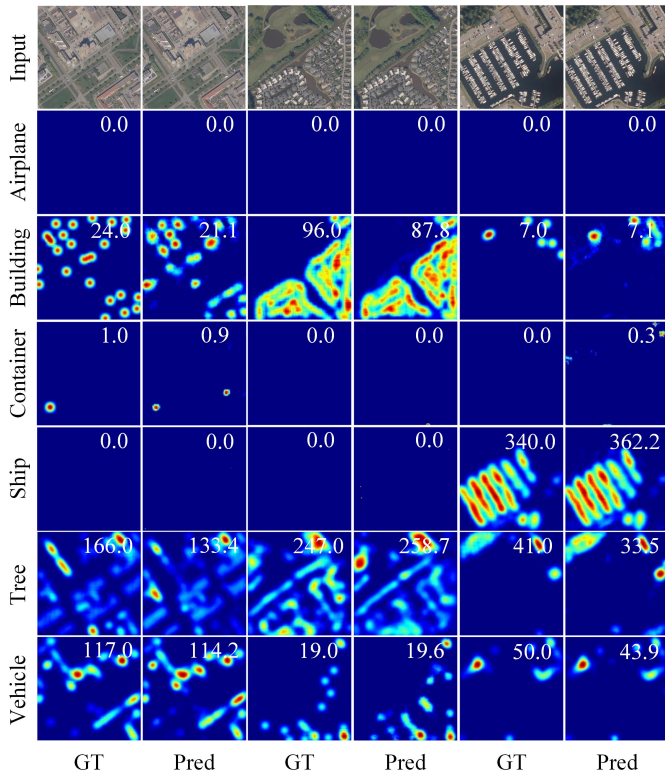 Input
Airplane 0.0 0.0 0.0 0.0 0.0 0.0
Building 24.0 21.1 96.0 87.8 7.0 7.1
Container 1.0 0.9 0.0 0.0 0.0 0.3
Ship 0.0 0.0 0.0 0.0 340.0 362.2
Tree 166.0 133.4 247.0 258.7 41.0 33.5
Vehicle 117.0 114.2 19.0 19.6 50.0 43.9
GT Pred GT Pred GT Pred